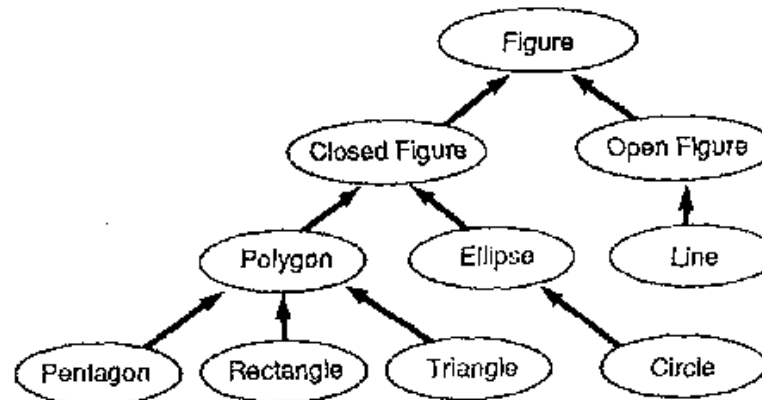 Figure
Closed Figure
Open Figure
Polygon
Ellipse
Line
Pentagon
Rectangle
Triangle
Circle